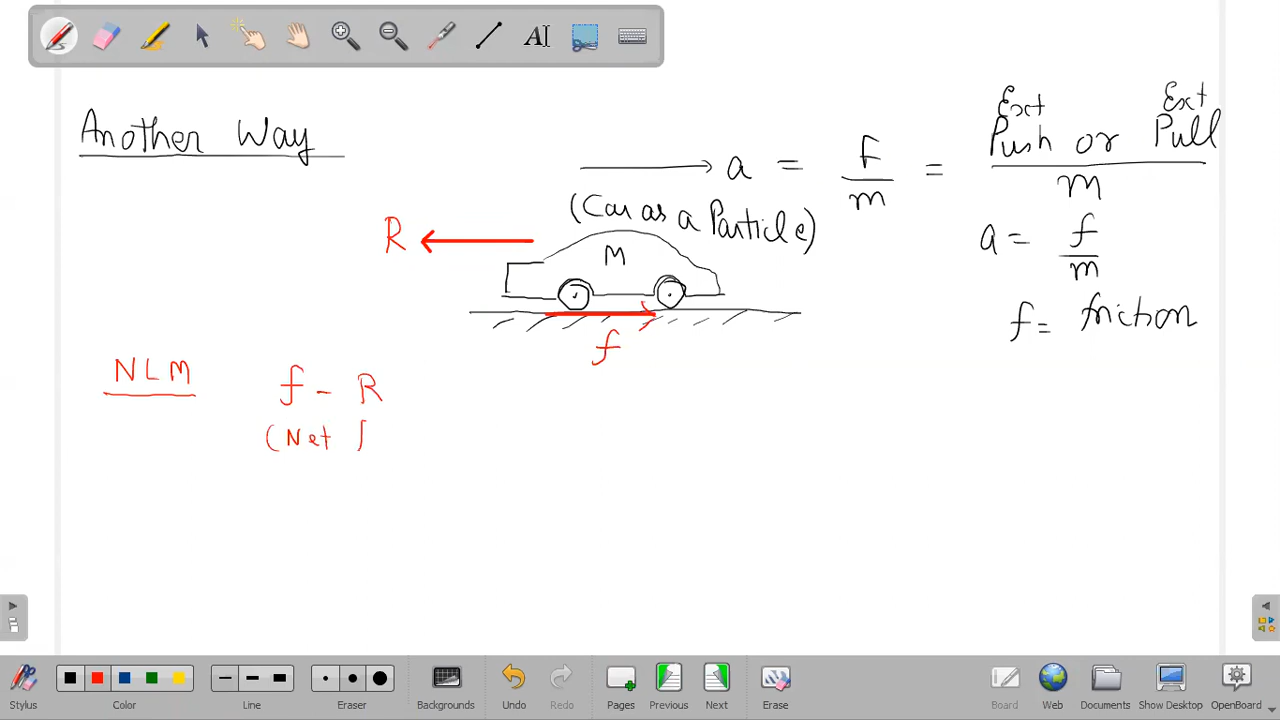 Another Way
Ext Ext
a = F/m = Push or Pull/m
(Car as a Particle)
R
M
a = f/m
f = friction
f
NLM f - R
(Net
Stylus Color Line Eraser Backgrounds Undo Redo Pages Previous Next Erase Board Web Documents Show Desktop OpenBoard